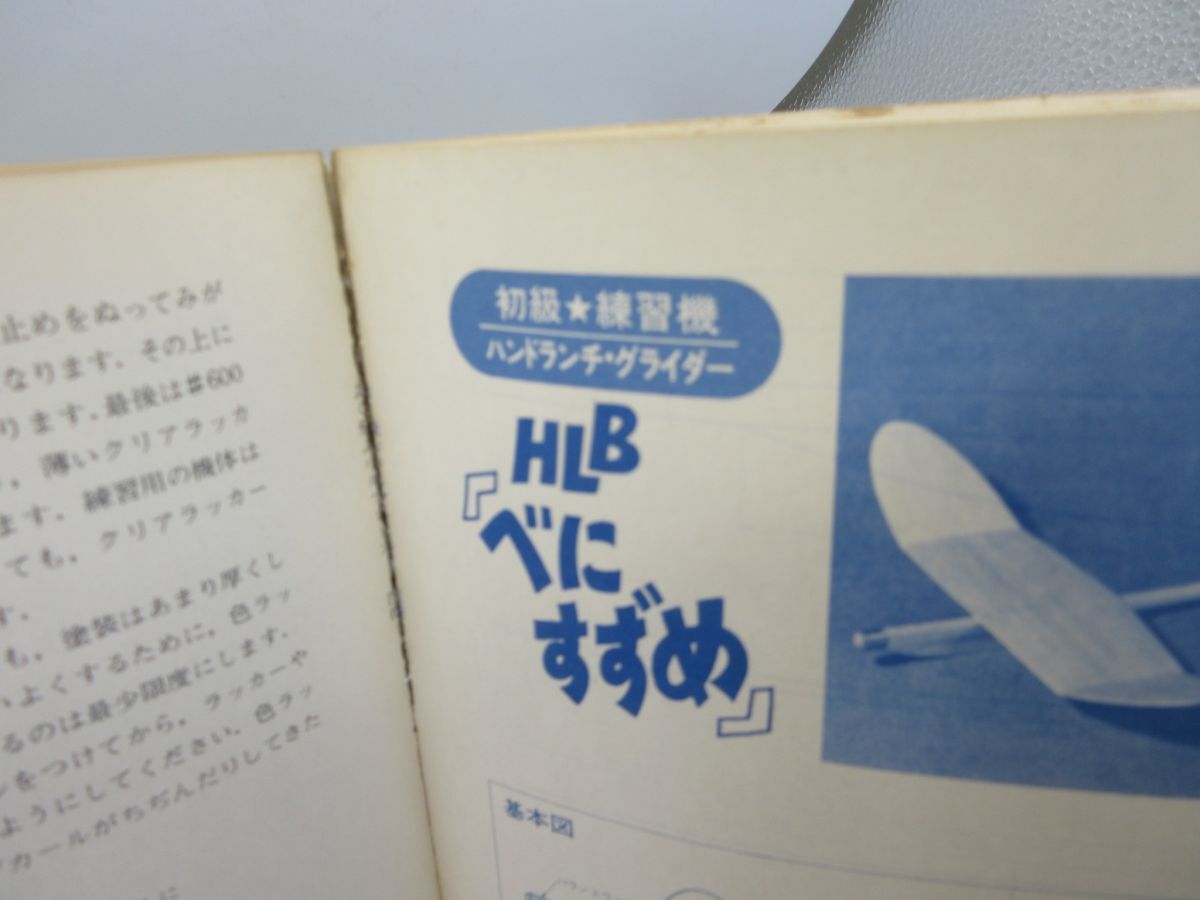 止めをぬってみが
なります．その上に
ります．最後は#600
．薄いクリアラッカ
ます．練習用の機体は
ても．クリアラッカー
す．
も．塗装はあまり厚くし
いよくするために．色ラッ
るのは最少限度にします．
をつけてから．ラッカーや
ようにしてください．色ラッ
カールがちぢんだりしてきた
に
初級★練習機
ハンドランチ・グライダー
HLB
『べに
すずめ』
基本図